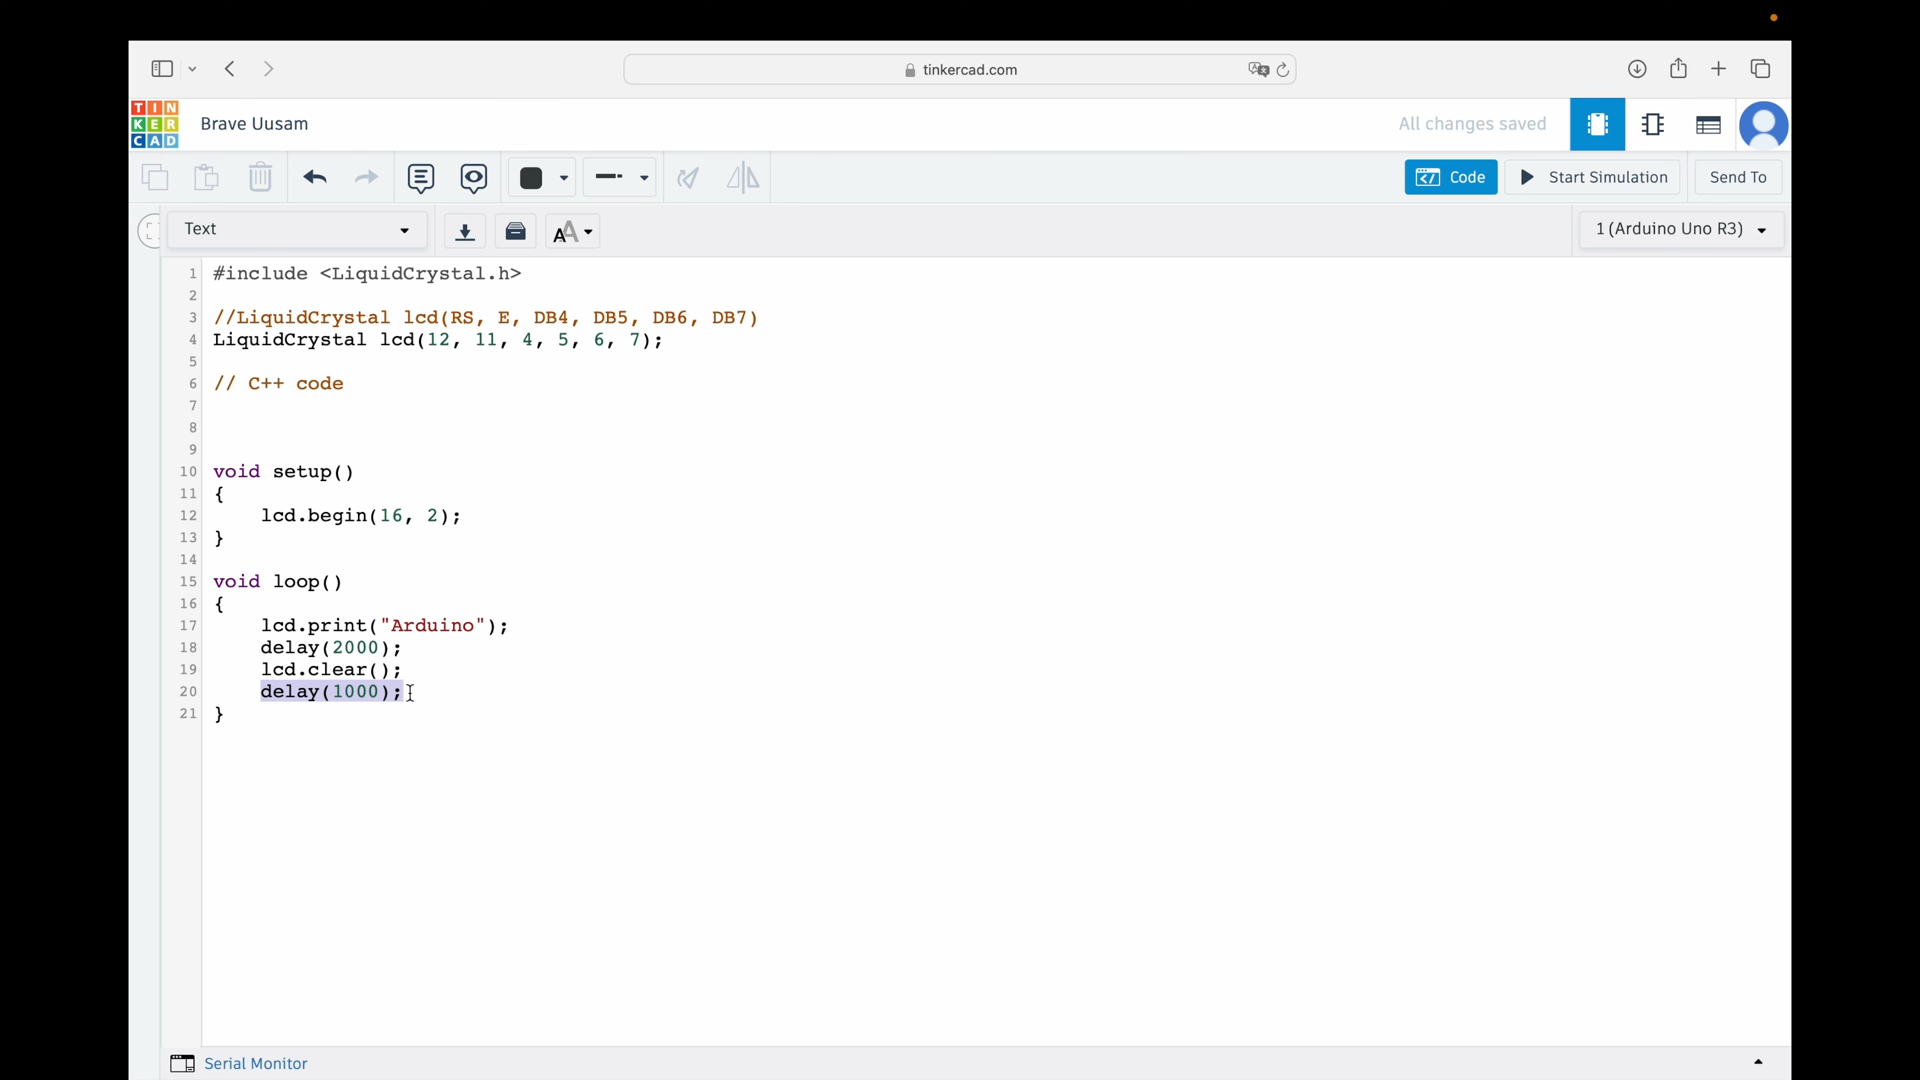 tinkercad.com
TIN
KER
CAD
Brave Uusam
All changes saved
Code
Start Simulation
Send To
Text
AA
1 (Arduino Uno R3)
1 #include <LiquidCrystal.h>
2
3 //LiquidCrystal lcd(RS, E, DB4, DB5, DB6, DB7)
4 LiquidCrystal lcd(12, 11, 4, 5, 6, 7);
5
6 // C++ code
7
8
9
10 void setup()
11 {
12     lcd.begin(16, 2);
13 }
14
15 void loop()
16 {
17     lcd.print("Arduino");
18     delay(2000);
19     lcd.clear();
20     delay(1000);
21 }
Serial Monitor